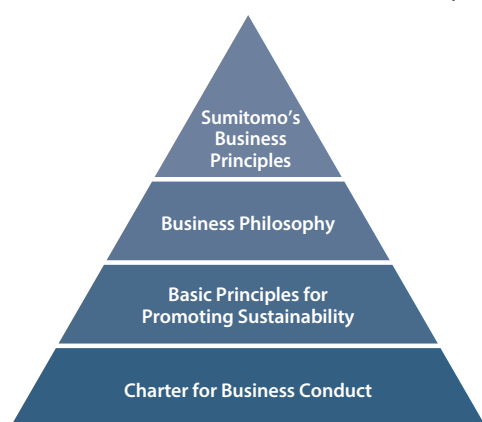 Sumitomo’s
Business
Principles
Business Philosophy
Basic Principles for
Promoting Sustainability
Charter for Business Conduct